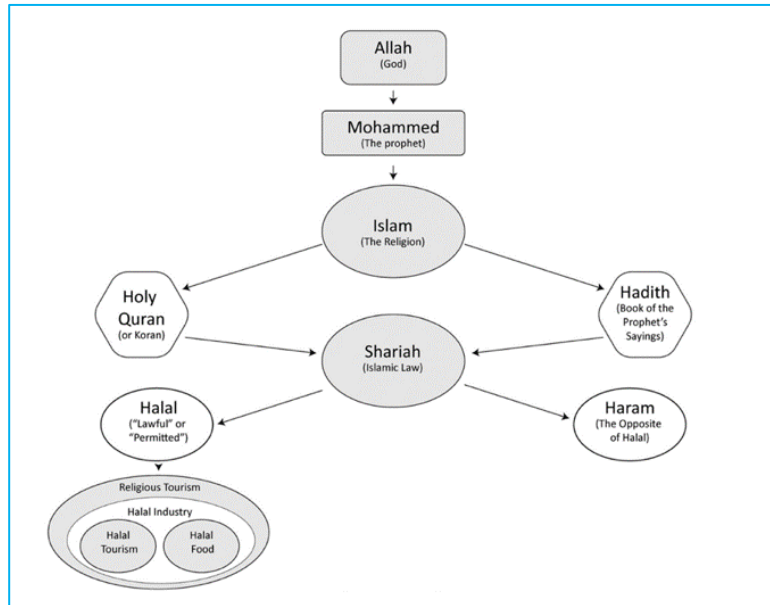 Allah
(God)
Mohammed
(The prophet)
Islam
(The Religion)
Holy
Quran
(or Koran)
Hadith
(Book of the
Prophet's
Sayings)
Shariah
(Islamic Law)
Halal
("Lawful" or
"Permitted")
Haram
(The Opposite
of Halal)
Religious Tourism
Halal Industry
Halal
Tourism
Halal
Food